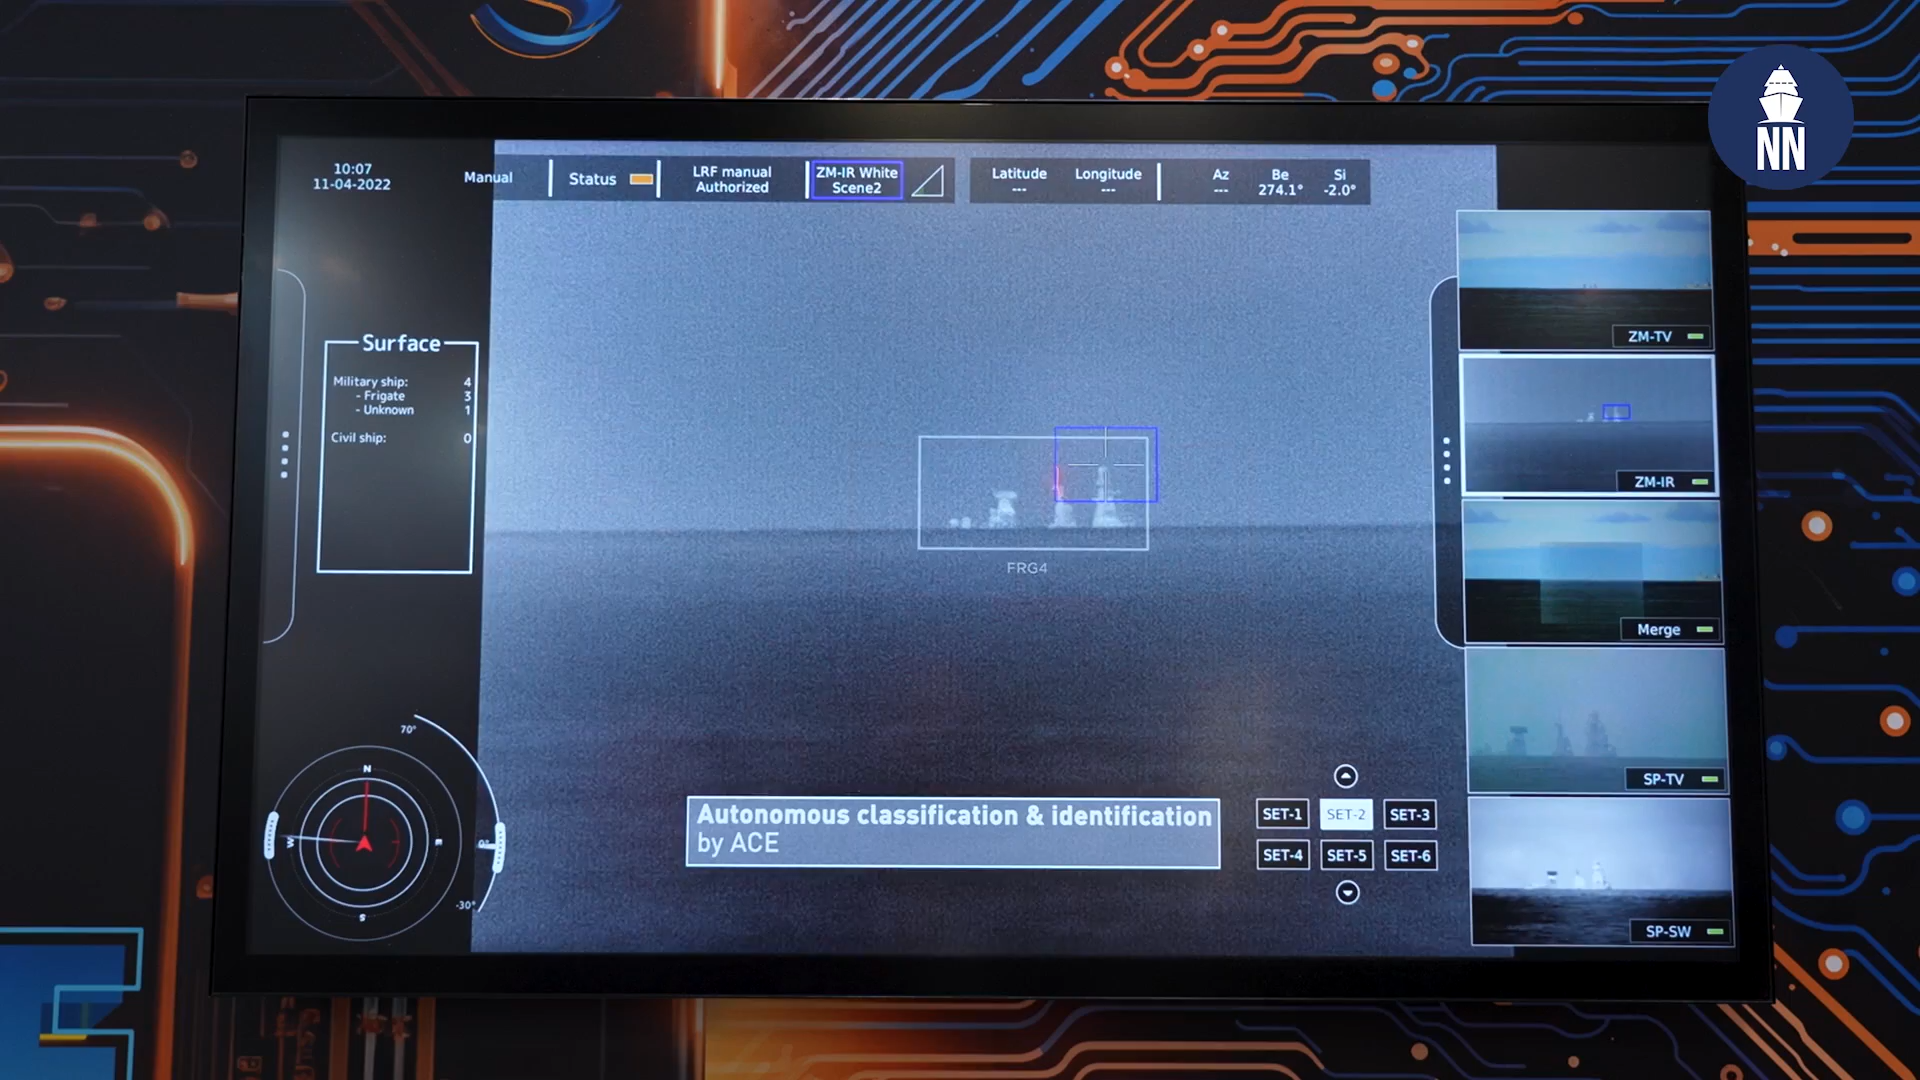 NN
10:07
11-04-2022
Manual
Status
LRF manual
Authorized
ZM-IR White
Scene2
Latitude
---
Longitude
---
Az
---
Be
274.1°
Si
-2.0°
Surface
Military ship: 4
- Frigate 3
- Unknown 1
Civil ship: 0
FRG4
ZM-TV
ZM-IR
Merge
SP-TV
SP-SW
70°
0°
-30°
N
W
E
S
Autonomous classification & identification
by ACE
SET-1 SET-2 SET-3
SET-4 SET-5 SET-6